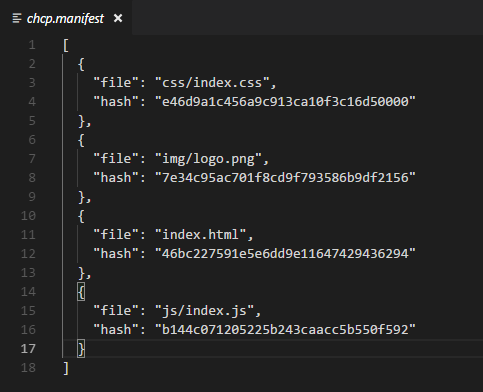 chcp.manifest ×
1 [
2 {
3 "file": "css/index.css",
4 "hash": "e46d9a1c456a9c913ca10f3c16d50000"
5 },
6 {
7 "file": "img/logo.png",
8 "hash": "7e34c95ac701f8cd9f793586b9df2156"
9 },
10 {
11 "file": "index.html",
12 "hash": "46bc227591e5e6dd9e11647429436294"
13 },
14 {
15 "file": "js/index.js",
16 "hash": "b144c071205225b243caacc5b550f592"
17 }
18 ]